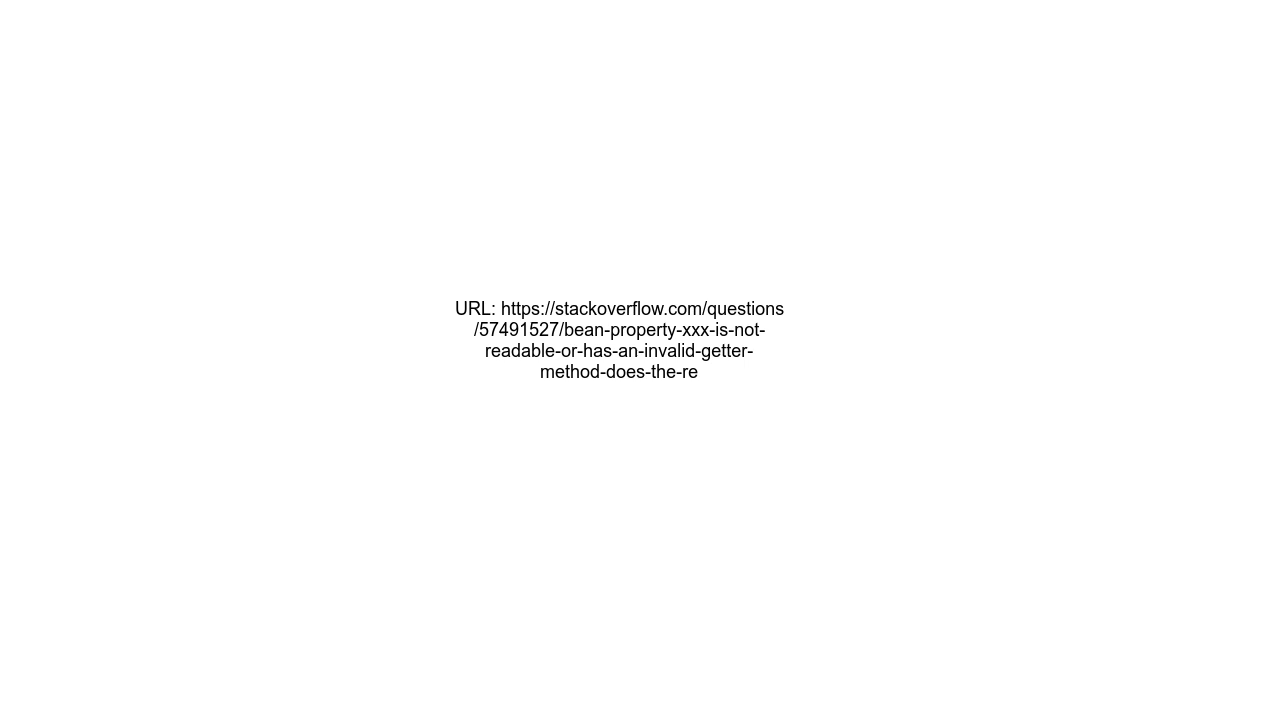 URL: https://stackoverflow.com/questions
/57491527/bean-property-xxx-is-not-
readable-or-has-an-invalid-getter-
method-does-the-re